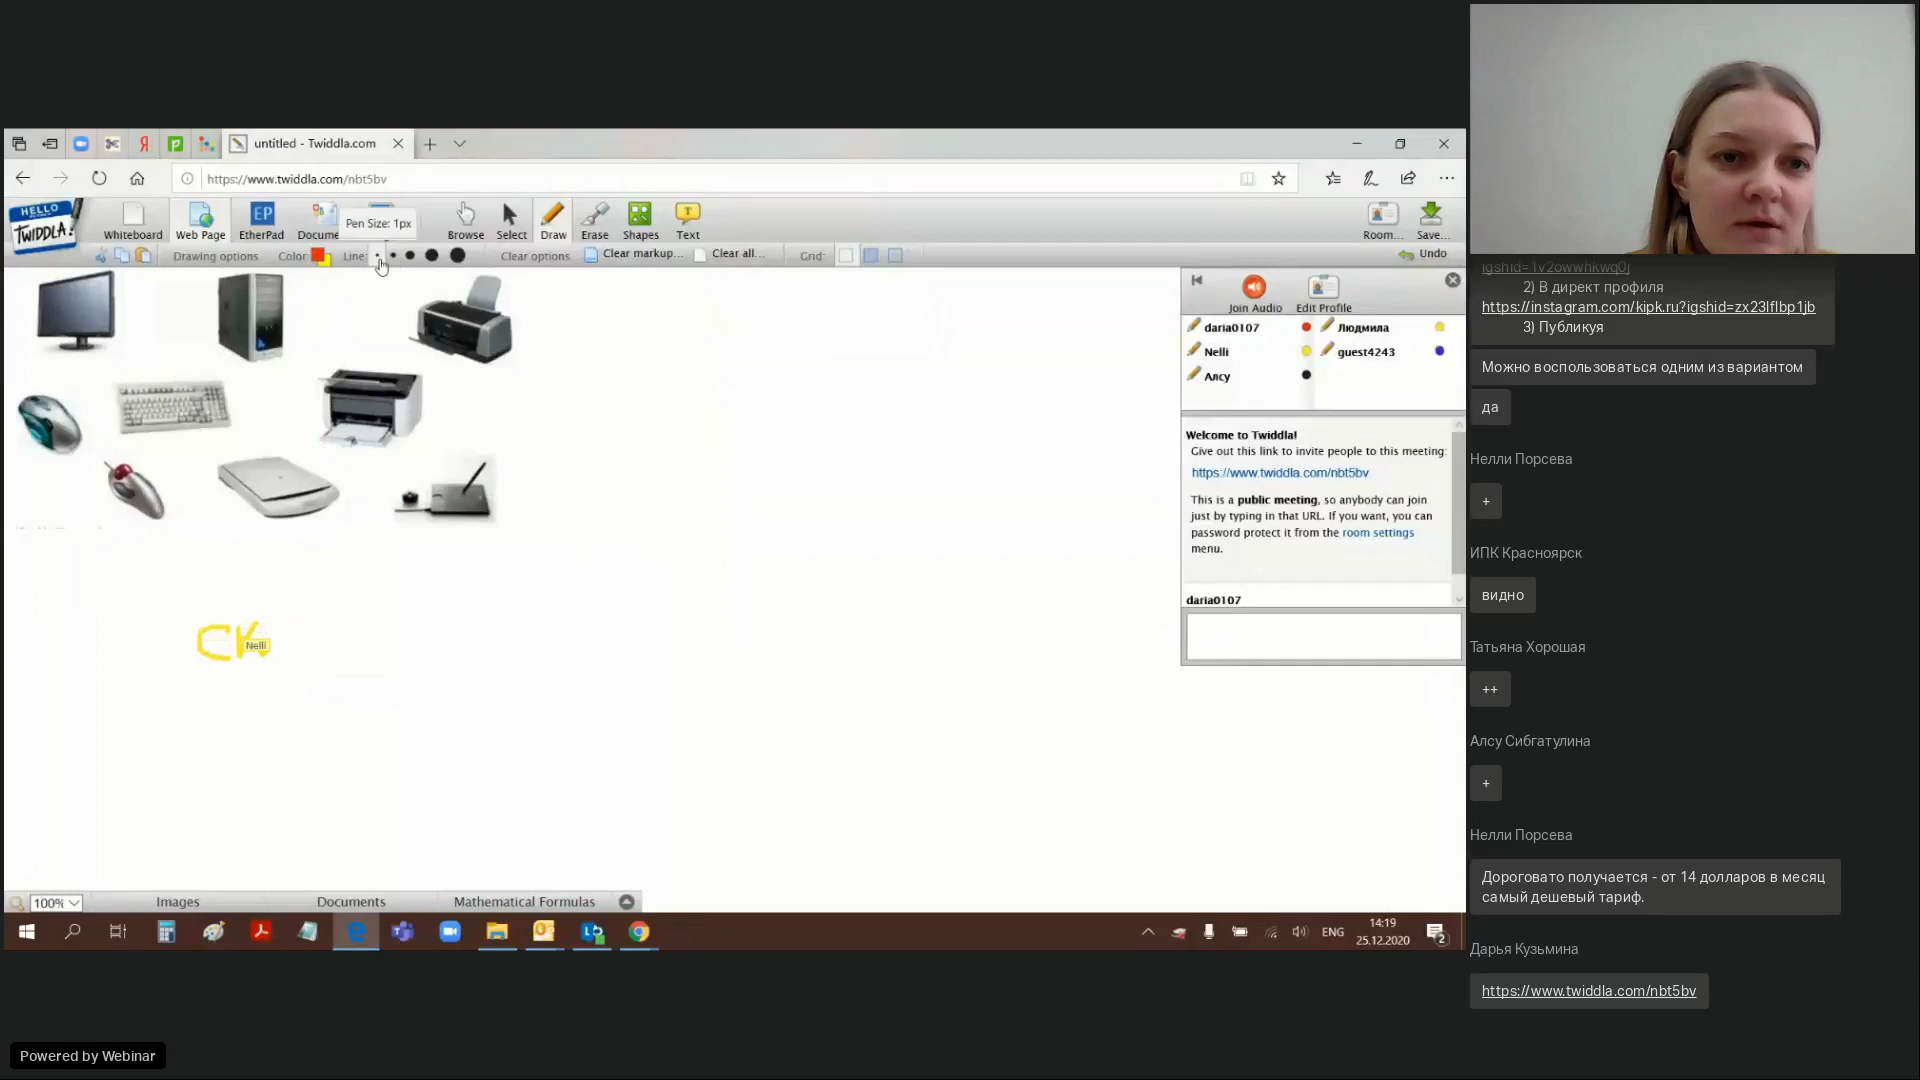 untitled - Twiddla.com
https://www.twiddla.com/nbt5bv
HELLO
TWIDDLA!
Whiteboard
Web Page
EP
EtherPad
Docume
Pen Size: 1px
Browse
Select
Draw
Erase
Shapes
T
Text
Room...
Save...
Drawing options
Color:
Line:
Clear options
Clear markup...
Clear all...
Grid:
Undo
Join Audio
Edit Profile
daria0107
Людмила
Nelli
guest4243
Алсу
Welcome to Twiddla!
Give out this link to invite people to this meeting:
https://www.twiddla.com/nbt5bv
This is a public meeting, so anybody can join
just by typing in that URL. If you want, you can
password protect it from the room settings
menu.
daria0107
СК
Nelli
100%
Images
Documents
Mathematical Formulas
ENG
14:19
25.12.2020
2
igshid=1v2owwhkwq0j
2) В директ профиля
https://instagram.com/kipk.ru?igshid=zx23lflbp1jb
3) Публикуя
Можно воспользоваться одним из вариантом
да
Нелли Порсева
+
ИПК Красноярск
видно
Татьяна Хорошая
++
Алсу Сибгатулина
+
Нелли Порсева
Дороговато получается - от 14 долларов в месяц
самый дешевый тариф.
Дарья Кузьмина
https://www.twiddla.com/nbt5bv
Powered by Webinar